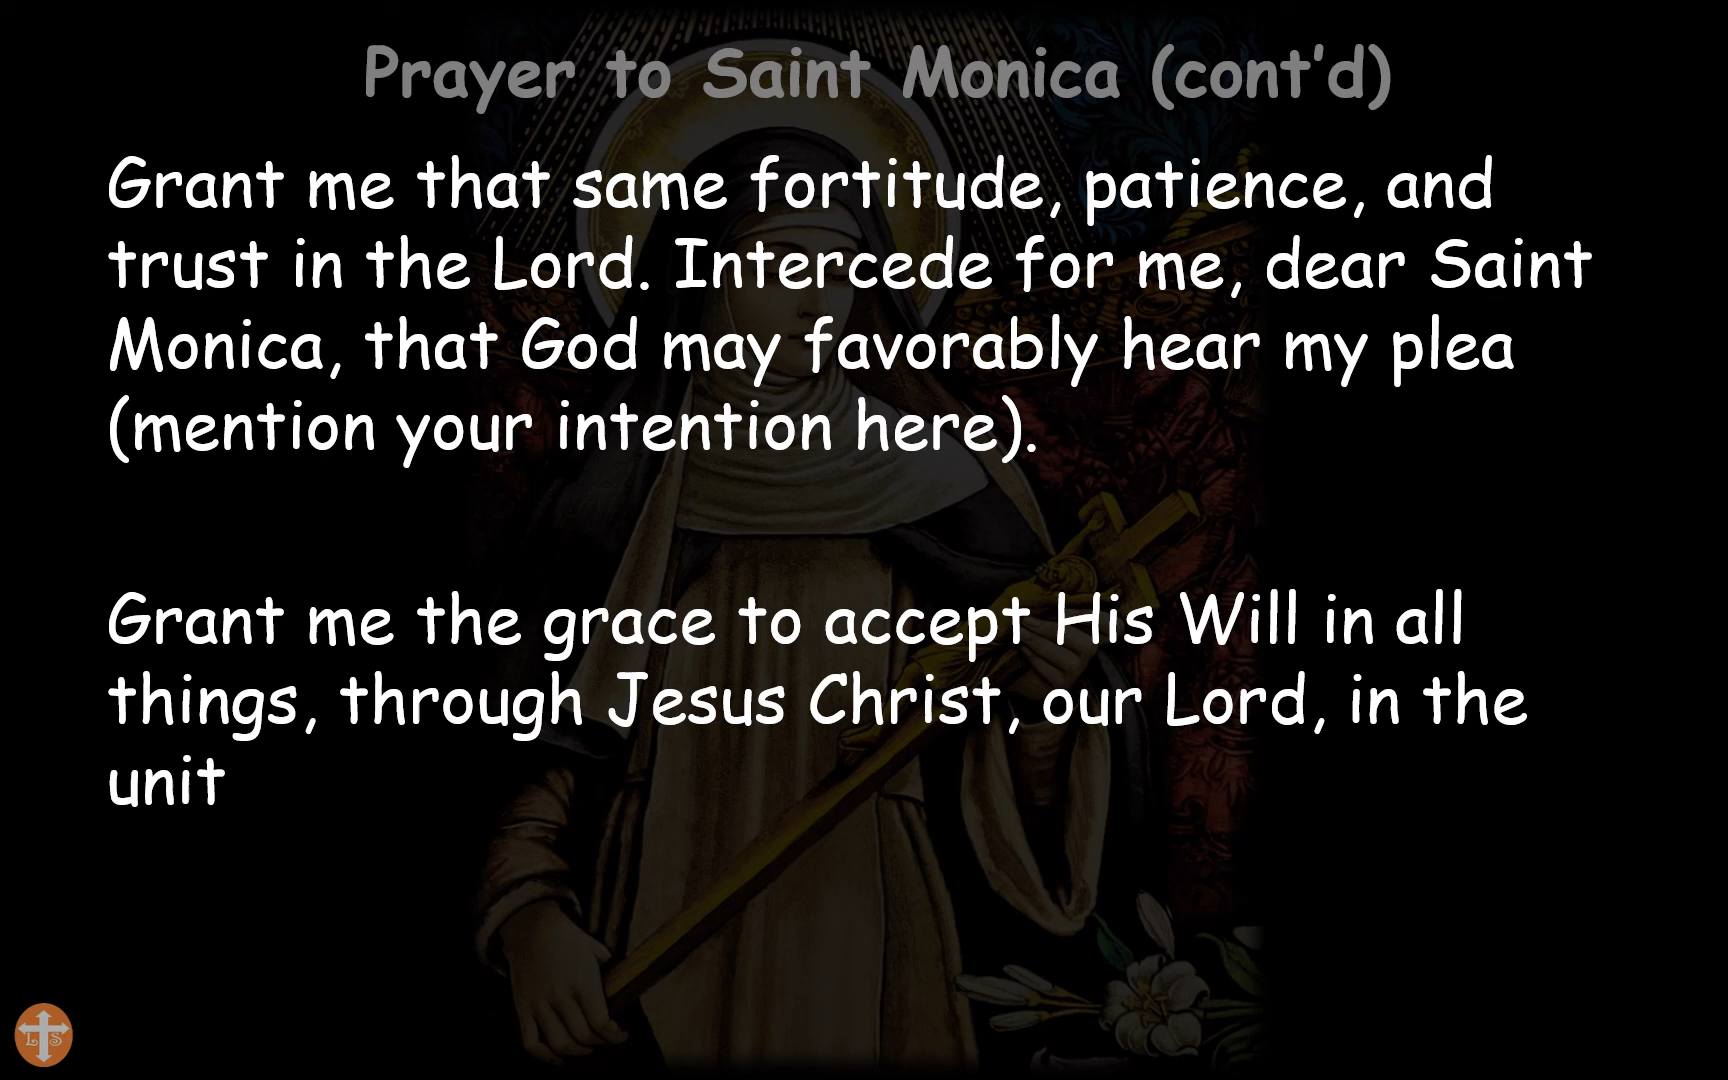 Prayer to Saint Monica (cont’d)
Grant me that same fortitude, patience, and
trust in the Lord. Intercede for me, dear Saint
Monica, that God may favorably hear my plea
(mention your intention here).
Grant me the grace to accept His Will in all
things, through Jesus Christ, our Lord, in the
unit
L S